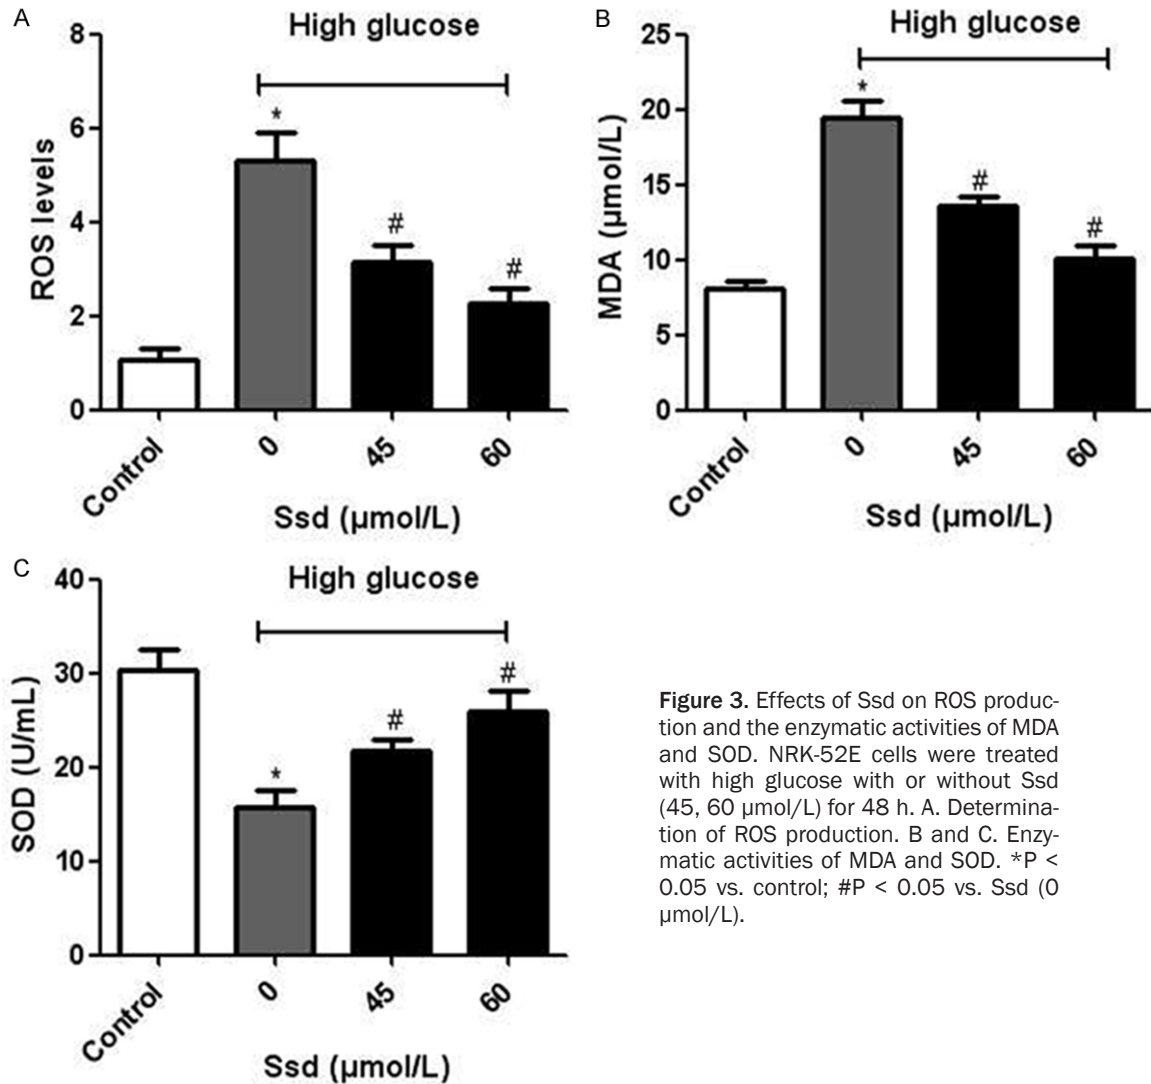 A
High glucose
8
6
4
2
0
ROS levels
*
#
#
Control
0
45
60
Ssd (µmol/L)
B
High glucose
25
20
15
10
5
0
MDA (µmol/L)
*
#
#
Control
0
45
60
Ssd (µmol/L)
C
High glucose
40
30
20
10
0
SOD (U/mL)
*
#
#
Control
0
45
60
Ssd (µmol/L)
Figure 3. Effects of Ssd on ROS produc-
tion and the enzymatic activities of MDA
and SOD. NRK-52E cells were treated
with high glucose with or without Ssd
(45, 60 µmol/L) for 48 h. A. Determina-
tion of ROS production. B and C. Enzy-
matic activities of MDA and SOD. *P <
0.05 vs. control; #P < 0.05 vs. Ssd (0
µmol/L).